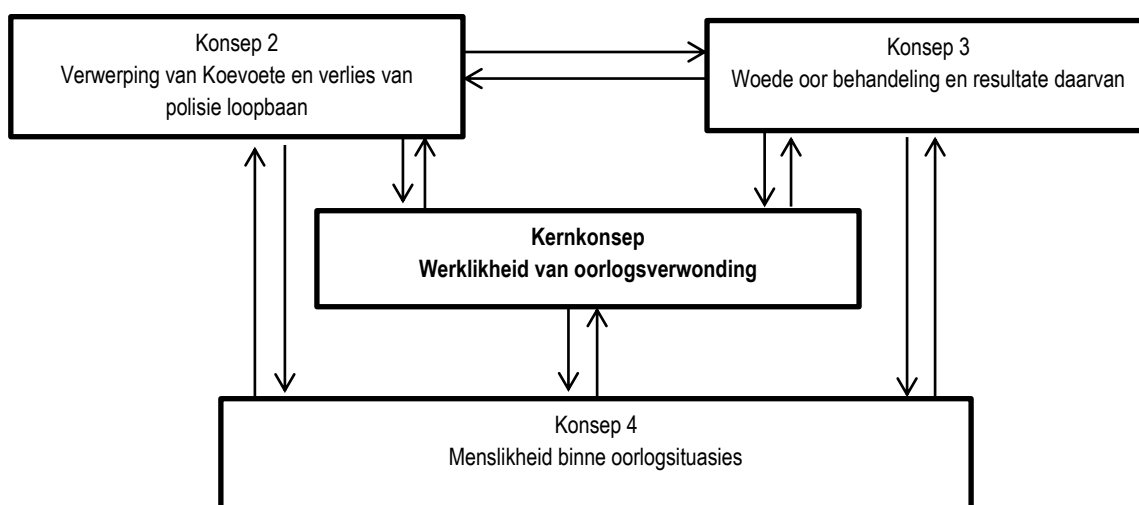 Konsep 2
Verwerping van Koevoete en verlies van
polisie loopbaan
Konsep 3
Woede oor behandeling en resultate daarvan
Kernkonsep
Werklikheid van oorlogsverwonding
Konsep 4
Menslikheid binne oorlogsituasies